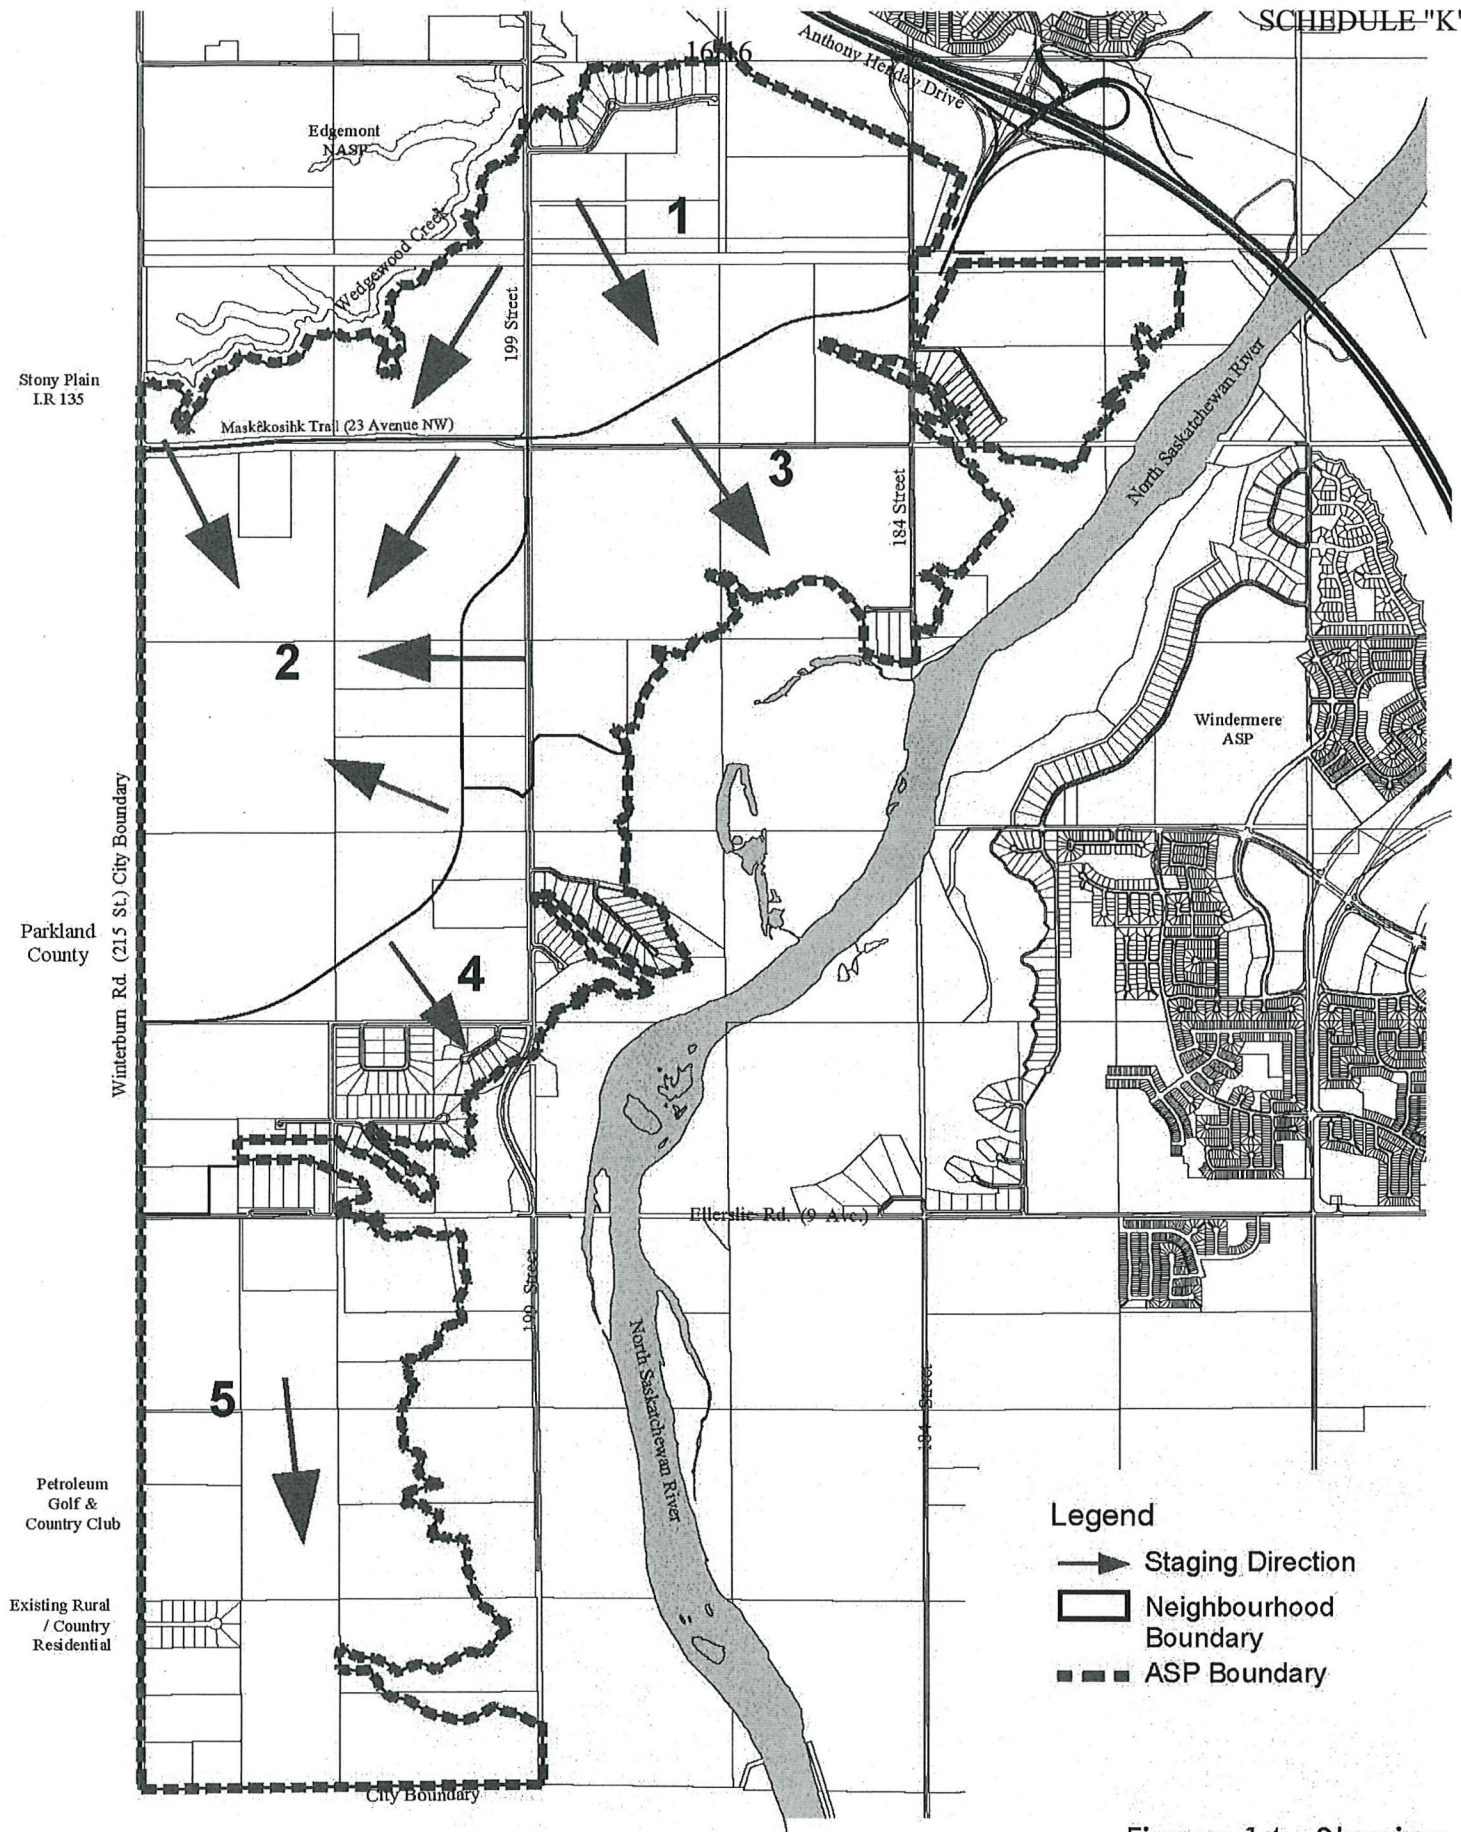 SCHEDULE "K"
Anthony Henday Drive
Edgemont
NASP
1
Wedgewood Creek
199 Street
Stony Plain
I.R 135
Maskêkosihk Trail (23 Avenue NW)
North Saskatchewan River
3
184 Street
2
Windermere
ASP
Winterburn Rd. (215 St.) City Boundary
Parkland
County
4
Ellerslie Rd. (9 Ave.)
199 Street
North Saskatchewan River
5
184 Street
Petroleum
Golf &
Country Club
Existing Rural
/ Country
Residential
City Boundary
Legend
Staging Direction
Neighbourhood
Boundary
ASP Boundary